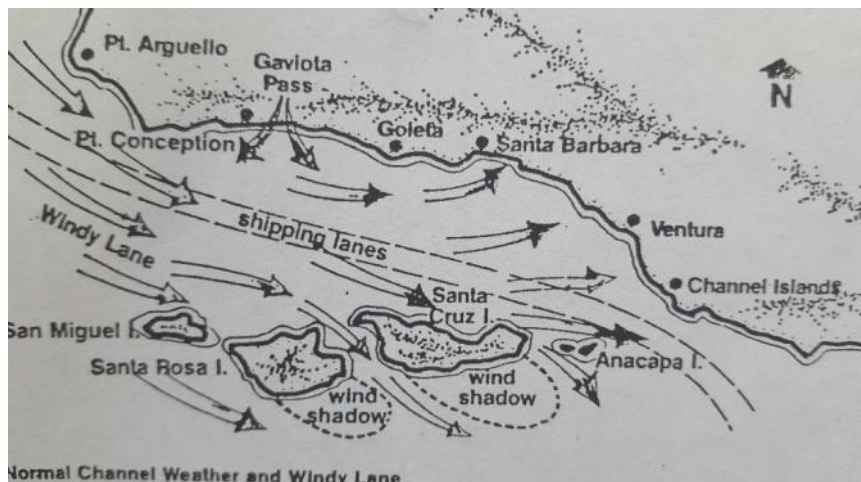 Pt. Arguello
Gaviota
Pass
N
Pt. Conception
Goleta
Santa Barbara
shipping lanes
Windy Lane
Ventura
Channel Islands
Santa
Cruz I.
San Miguel I.
Anacapa I.
Santa Rosa I.
wind
shadow
wind
shadow
Normal Channel Weather and Windy Lane